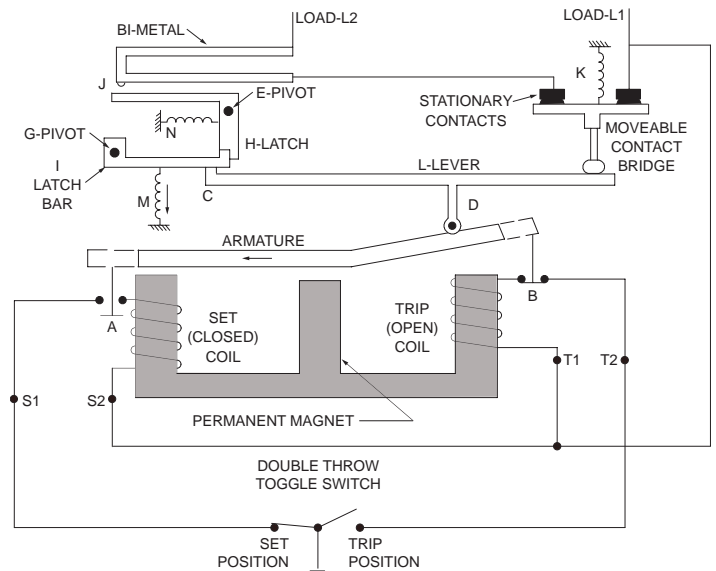 LOAD-L2
LOAD-L1
BI-METAL
K
J
E-PIVOT
STATIONARY
CONTACTS
N
G-PIVOT
H-LATCH
MOVEABLE
CONTACT
BRIDGE
I
LATCH
BAR
L-LEVER
M
C
D
ARMATURE
A
B
SET
(CLOSED)
COIL
TRIP
(OPEN)
COIL
T1
T2
S1
S2
PERMANENT MAGNET
DOUBLE THROW
TOGGLE SWITCH
SET
POSITION
TRIP
POSITION